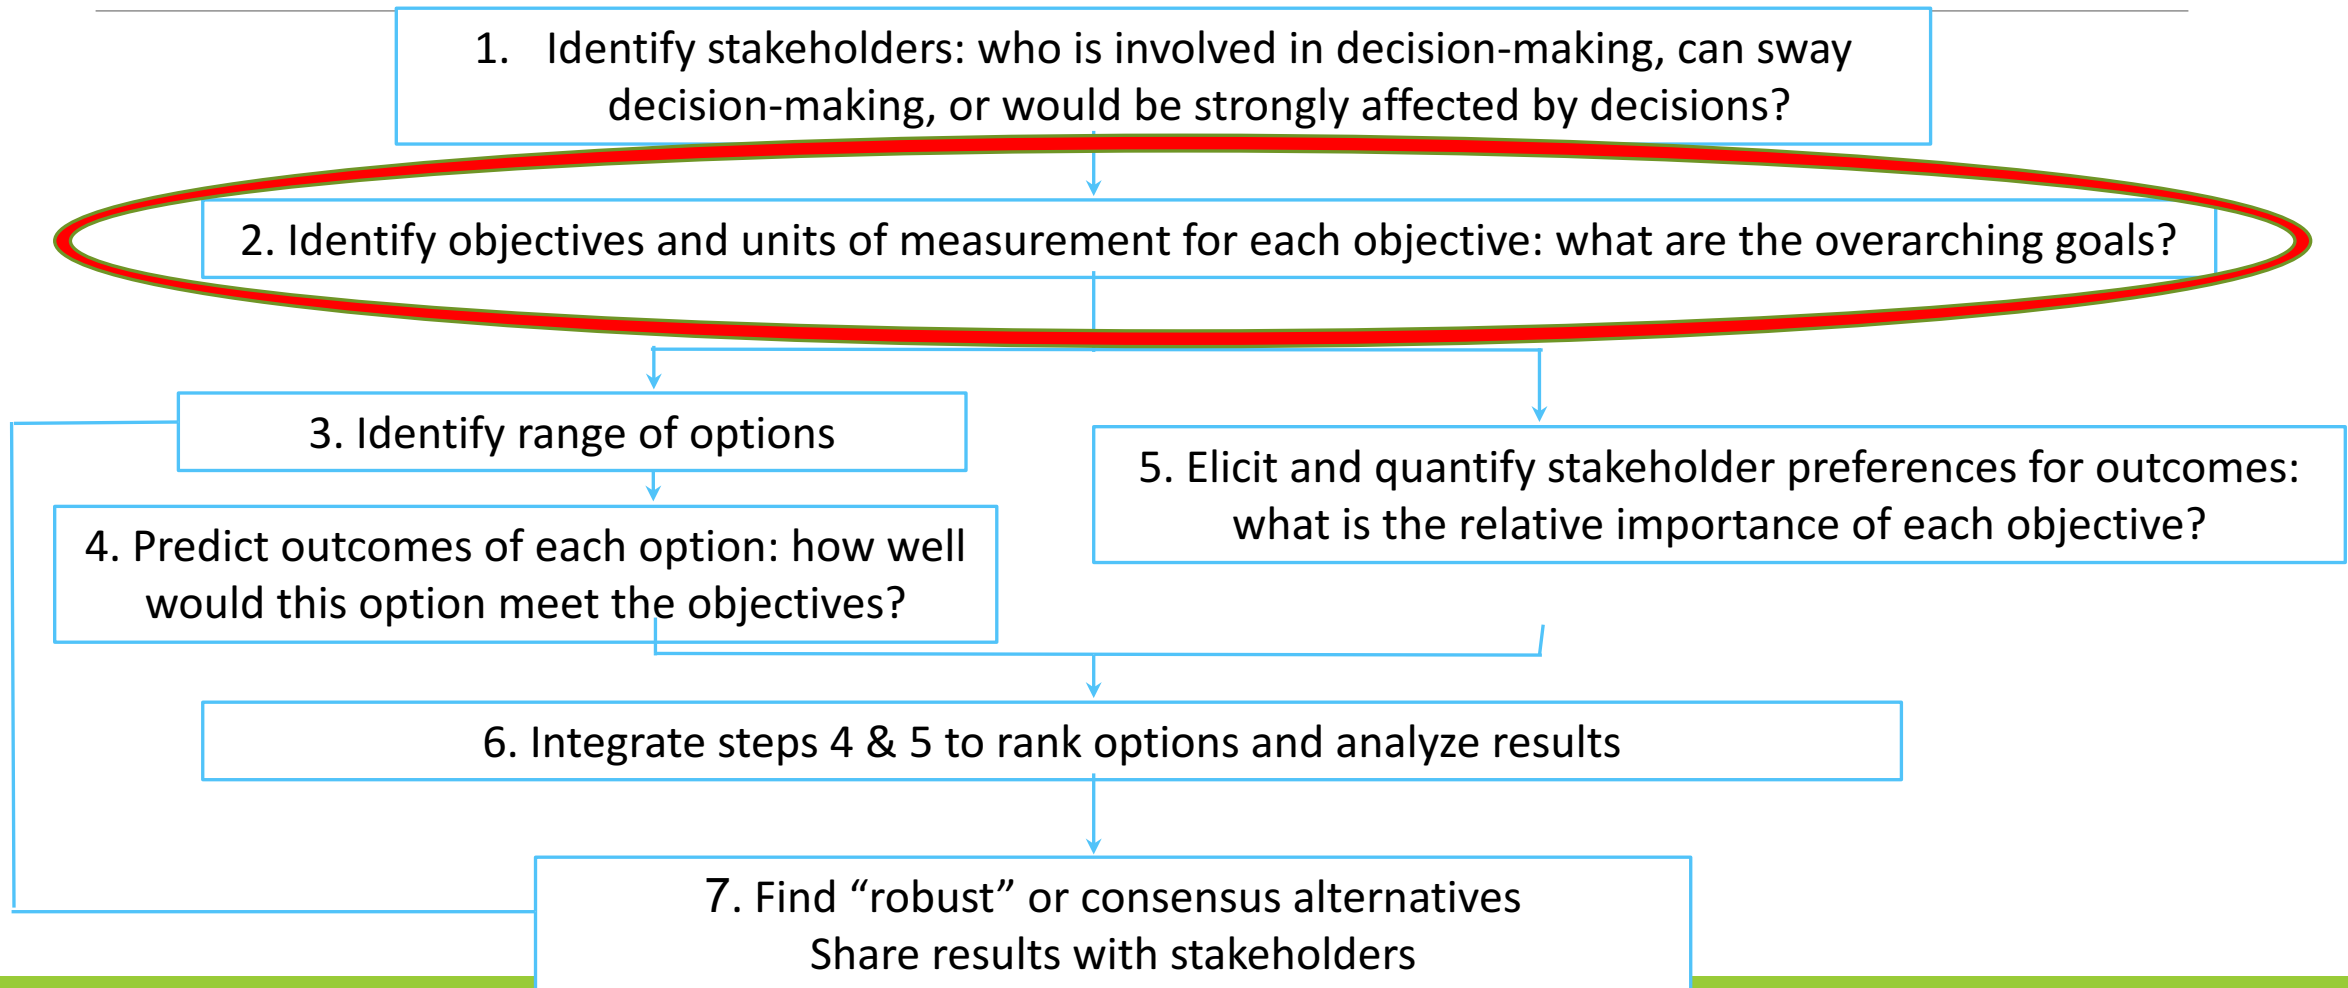 1. Identify stakeholders: who is involved in decision-making, can sway
decision-making, or would be strongly affected by decisions?
2. Identify objectives and units of measurement for each objective: what are the overarching goals?
3. Identify range of options
4. Predict outcomes of each option: how well
would this option meet the objectives?
5. Elicit and quantify stakeholder preferences for outcomes:
what is the relative importance of each objective?
6. Integrate steps 4 & 5 to rank options and analyze results
7. Find “robust” or consensus alternatives
Share results with stakeholders